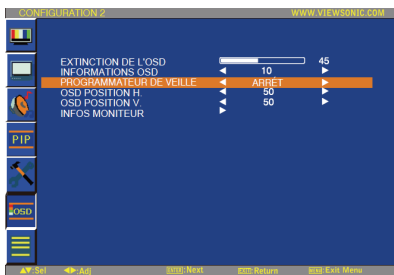 CONFIGURATION 2 WWW.VIEWSONIC.COM
EXTINCTION DE L'OSD 45
INFORMATIONS OSD 10
PROGRAMMATEUR DE VEILLE ARRÊT
OSD POSITION H. 50
OSD POSITION V. 50
INFOS MONITEUR
PIP
OSD
▲▼:Sel ◄►:Adj ENTER:Next EXIT:Return MENU:Exit Menu